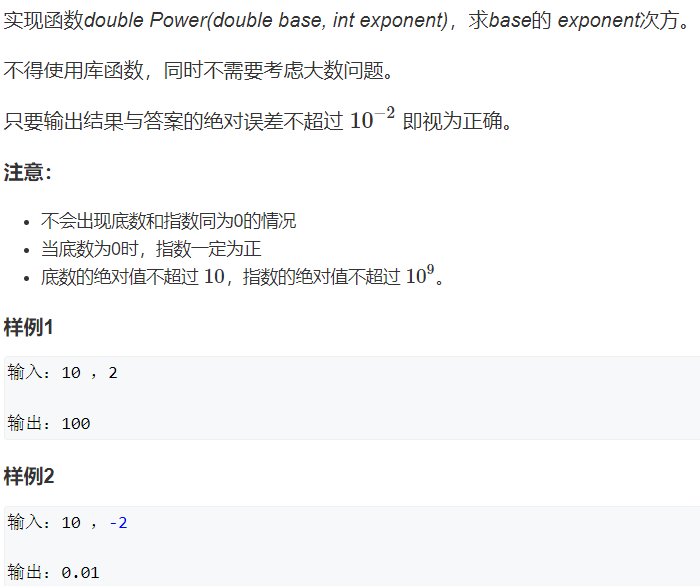 实现函数double Power(double base, int exponent)，求base的 exponent次方。
不得使用库函数，同时不需要考虑大数问题。
只要输出结果与答案的绝对误差不超过 10⁻² 即视为正确。
注意：
• 不会出现底数和指数同为0的情况
• 当底数为0时，指数一定为正
• 底数的绝对值不超过 10，指数的绝对值不超过 10⁹。
样例1
输入：10 ，2
输出：100
样例2
输入：10 ，-2
输出：0.01